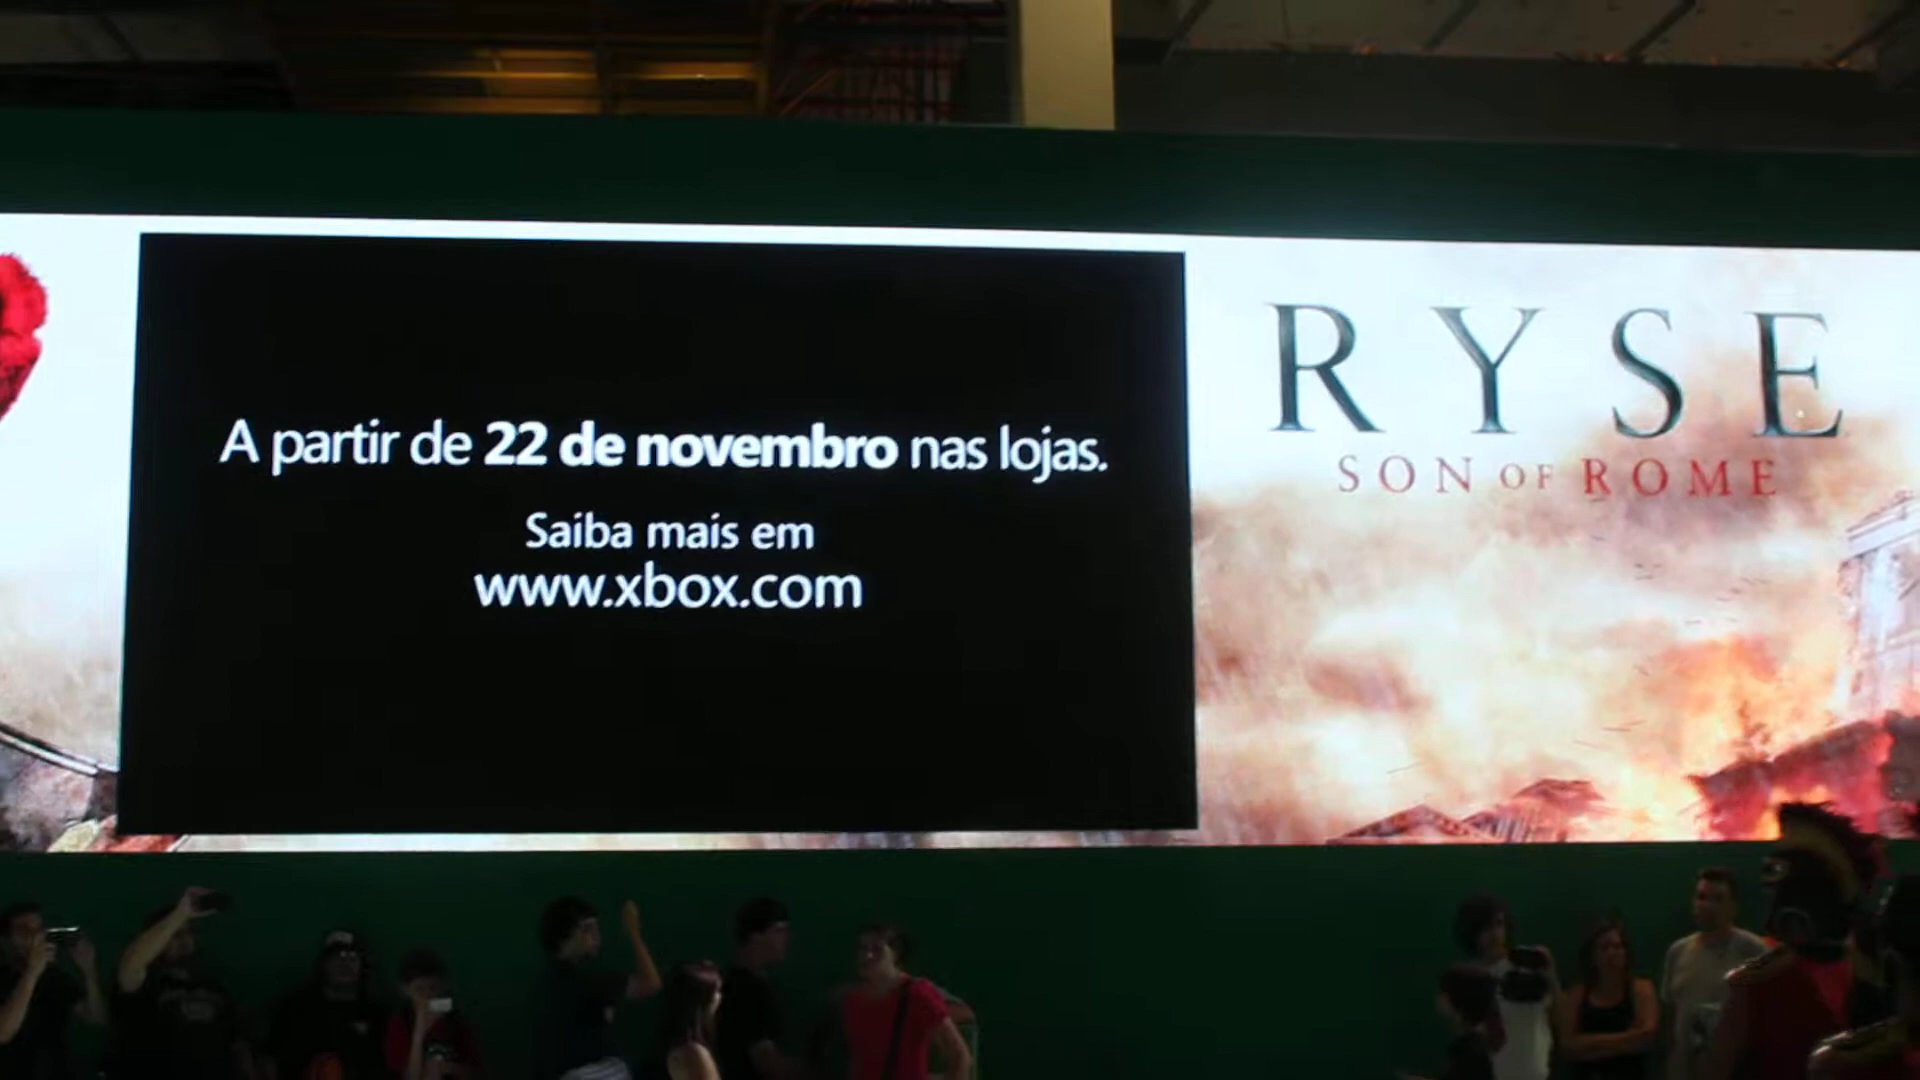 A partir de 22 de novembro nas lojas.
Saiba mais em
www.xbox.com
RYSE
SON OF ROME